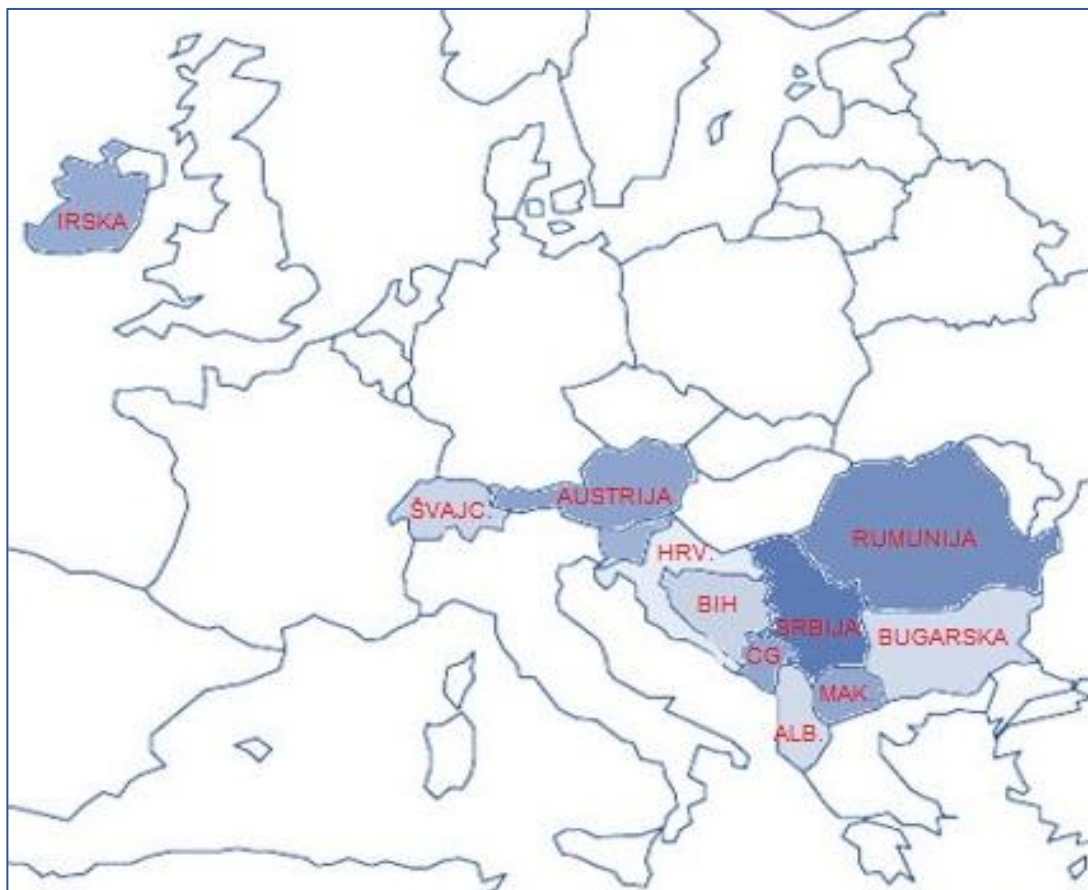 IRSKA
AUSTRIJA
ŠVAJC.
RUMUNIJA
HRV.
BIH
SRBIJA
BUGARSKA
CG
MAK.
ALB.